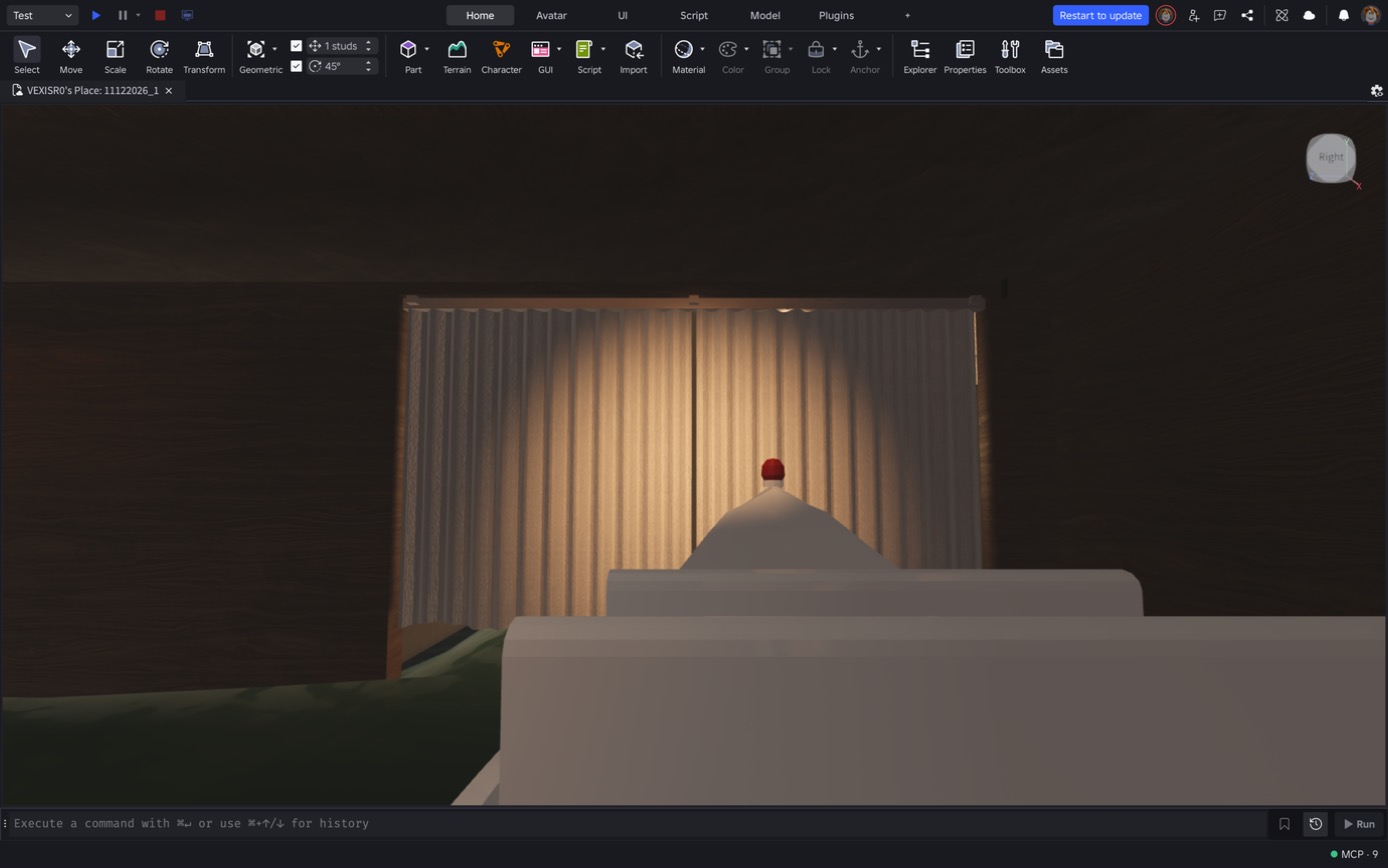 Test
Home
Avatar
UI
Script
Model
Plugins
+
Restart to update
Select
Move
Scale
Rotate
Transform
Geometric
1 studs
45°
Part
Terrain
Character
GUI
Script
Import
Material
Color
Group
Lock
Anchor
Explorer
Properties
Toolbox
Assets
VEXISR0's Place: 11122026_1
Right
X
Execute a command with ⌘↵ or use ⌘+↑/↓ for history
Run
MCP · 9